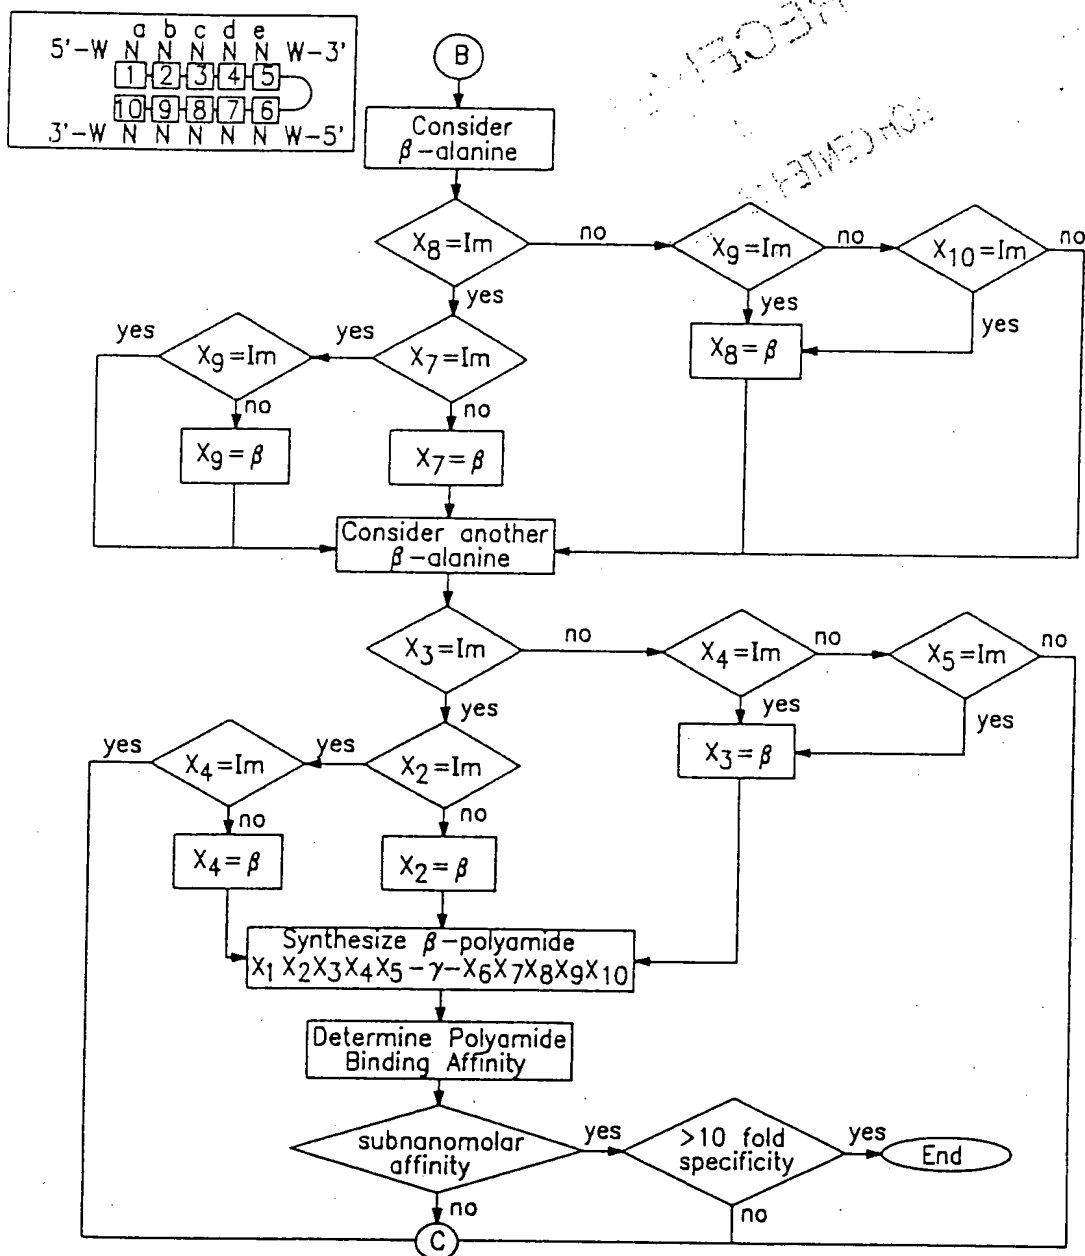 a b c d e
5'-W N N N N N W-3'
1 2 3 4 5
10 9 8 7 6
3'-W N N N N N W-5'
B
Consider
β-alanine
X8=Im
no
X9=Im
no
X10=Im
no
yes
yes
yes
X8=β
yes
X9=Im
yes
X7=Im
no
no
X9=β
X7=β
Consider another
β-alanine
X3=Im
no
X4=Im
no
X5=Im
no
yes
yes
yes
X3=β
yes
X4=Im
yes
X2=Im
no
no
X4=β
X2=β
Synthesize β-polyamide
X1X2X3X4X5-γ-X6X7X8X9X10
Determine Polyamide
Binding Affinity
subnanomolar
affinity
yes
>10 fold
specificity
yes
End
no
no
C